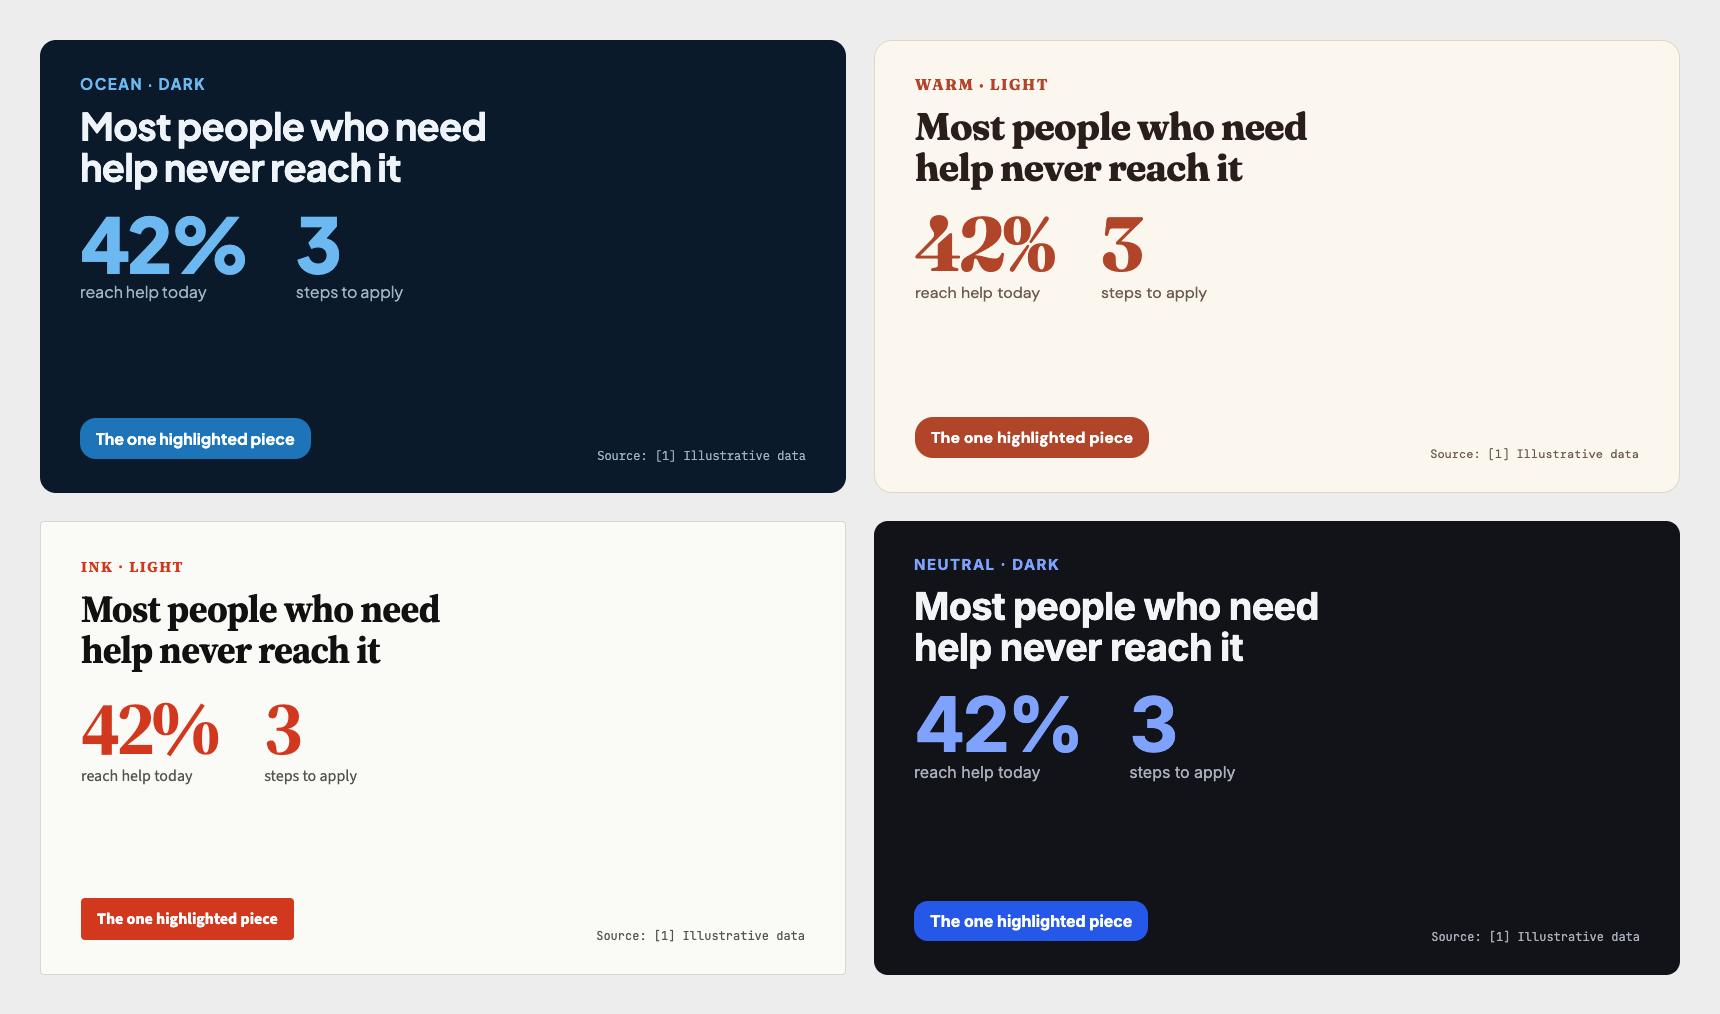 OCEAN · DARK
Most people who need
help never reach it
42% 3
reach help today steps to apply
The one highlighted piece
Source: [1] Illustrative data
WARM · LIGHT
Most people who need
help never reach it
42% 3
reach help today steps to apply
The one highlighted piece
Source: [1] Illustrative data
INK · LIGHT
Most people who need
help never reach it
42% 3
reach help today steps to apply
The one highlighted piece
Source: [1] Illustrative data
NEUTRAL · DARK
Most people who need
help never reach it
42% 3
reach help today steps to apply
The one highlighted piece
Source: [1] Illustrative data